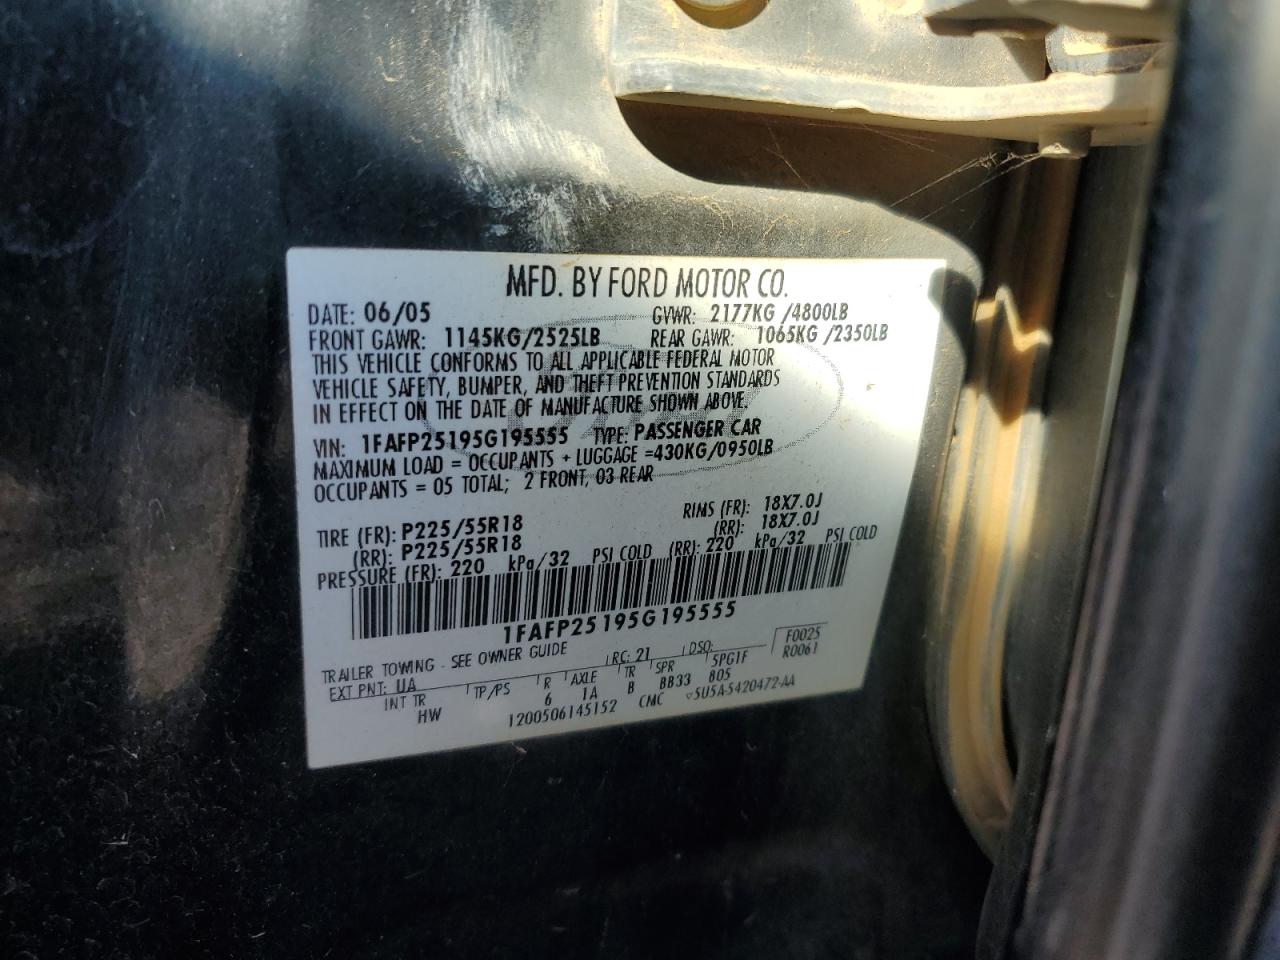 MFD. BY FORD MOTOR CO.
DATE: 06/05 GVWR: 2177KG /4800LB
FRONT GAWR: 1145KG/2525LB REAR GAWR: 1065KG /2350LB
THIS VEHICLE CONFORMS TO ALL APPLICABLE FEDERAL MOTOR
VEHICLE SAFETY, BUMPER, AND THEFT PREVENTION STANDARDS
IN EFFECT ON THE DATE OF MANUFACTURE SHOWN ABOVE.
VIN: 1FAFP25195G195555 TYPE: PASSENGER CAR
MAXIMUM LOAD = OCCUPANTS + LUGGAGE =430KG/0950LB
OCCUPANTS = 05 TOTAL; 2 FRONT, 03 REAR
TIRE (FR): P225/55R18 RIMS (FR): 18X7.0J
(RR): P225/55R18 (RR): 18X7.0J
PRESSURE (FR): 220 kPa/32 PSI COLD (RR): 220 kPa/32 PSI COLD
1FAFP25195G195555
TRAILER TOWING - SEE OWNER GUIDE RC: 21 DSO: F0025
EXT PNT: UA R0061
INT TR TP/PS R AXLE TR SPR 5PG1F
HW 6 1A B BB33 805
1200506145152 CMC 5U5A-5420472-AA